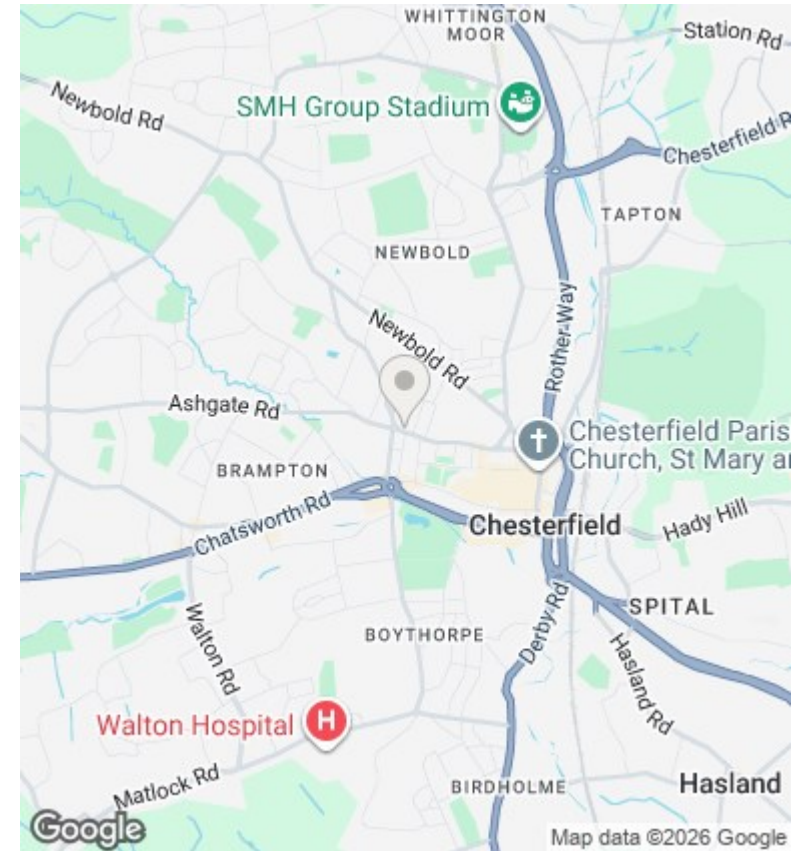 WHITTINGTON
MOOR
Station Rd
Newbold Rd
SMH Group Stadium
Chesterfield R
TAPTON
NEWBOLD
Rother Way
Newbold Rd
Ashgate Rd
Chesterfield Paris
Church, St Mary an
BRAMPTON
Chatsworth Rd
Chesterfield
Hady Hill
SPITAL
Walton Rd
BOYTHORPE
Derby Rd
Hasland Rd
Walton Hospital
H
Matlock Rd
BIRDHOLME
Hasland
Google
Map data ©2026 Google